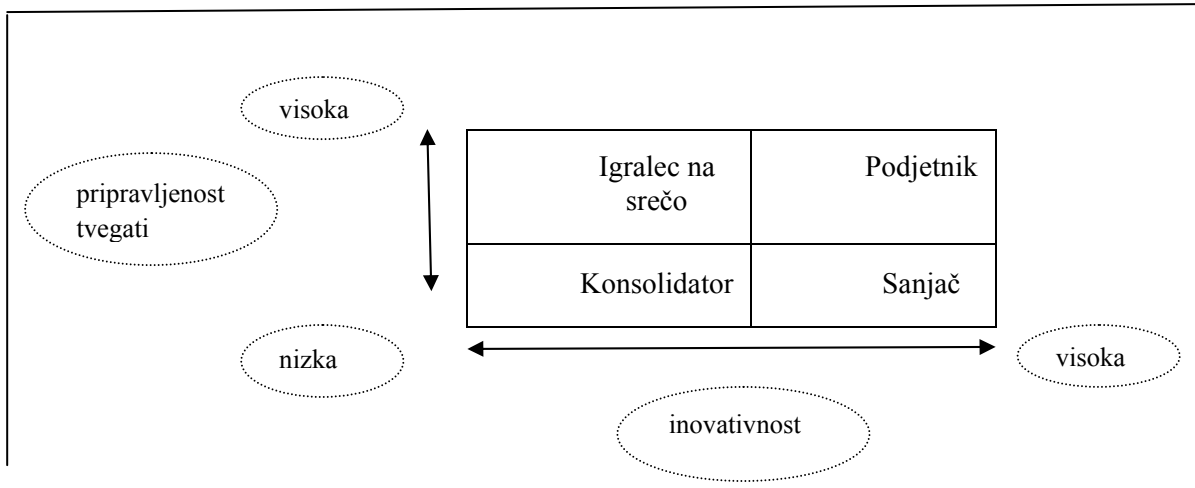 visoka
pripravljenost
tvegati
Igralec na
srečo
Podjetnik
Konsolidator
Sanjač
nizka
visoka
inovativnost